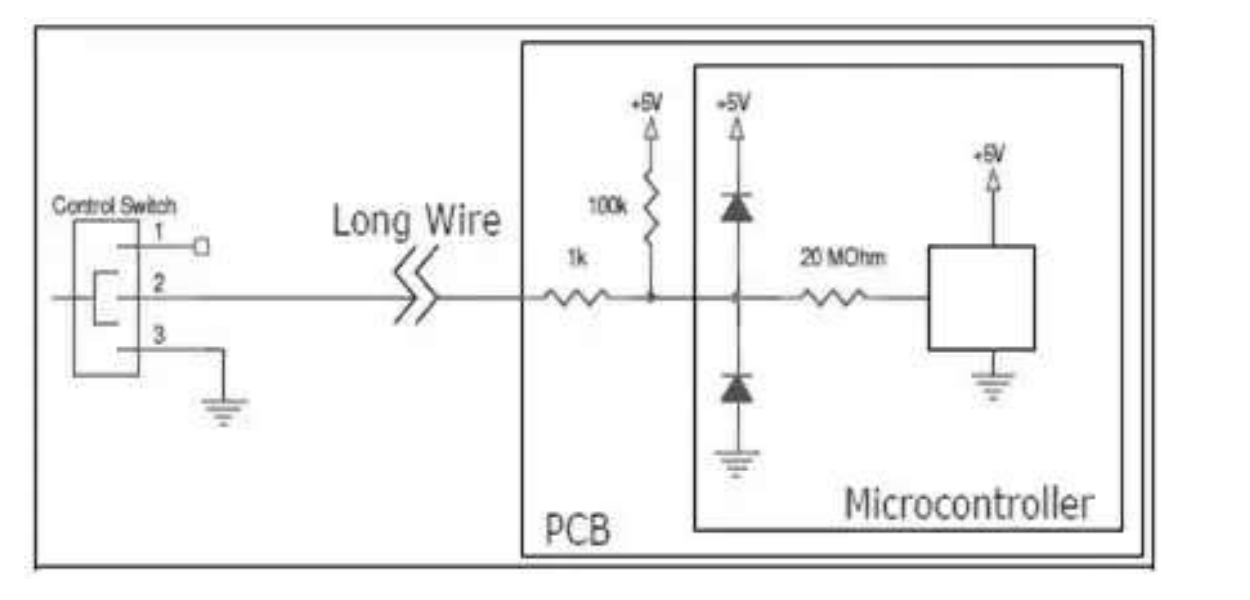 +5V
+5V
+5V
Control Switch
1
Long Wire
100k
2
1k
20 MOhm
3
Microcontroller
PCB